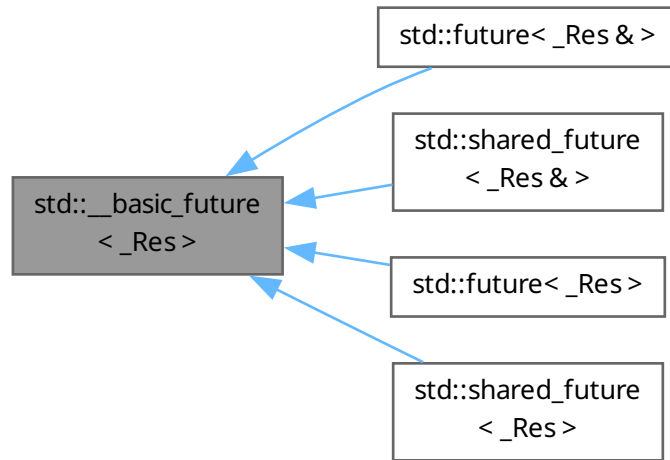 std::future< _Res & >
std::shared_future
< _Res & >
std::__basic_future
< _Res >
std::future< _Res >
std::shared_future
< _Res >